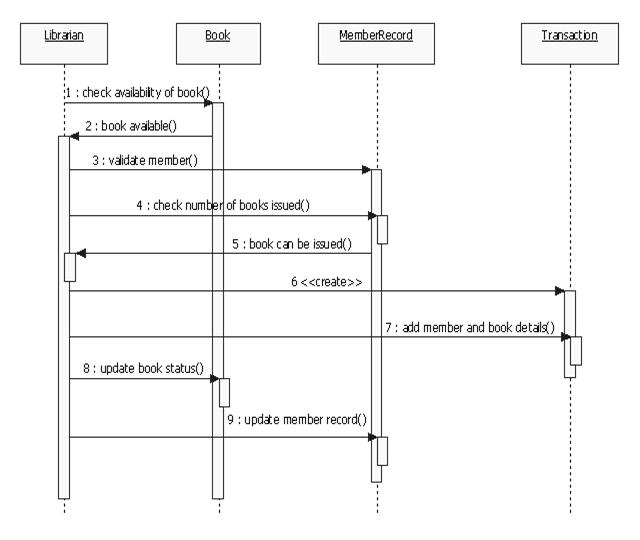 Librarian
Book
MemberRecord
Transaction
1 : check availability of book()
2 : book available()
3 : validate member()
4 : check number of books issued()
5 : book can be issued()
6 <<create>>
7 : add member and book details()
8 : update book status()
9 : update member record()